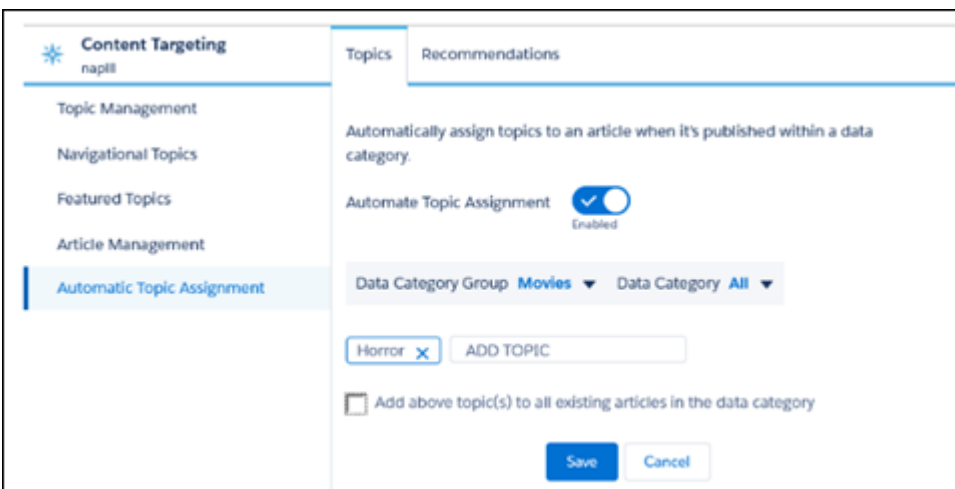 Content Targeting
napIII
Topic Management
Navigational Topics
Featured Topics
Article Management
Automatic Topic Assignment
Topics
Recommendations
Automatically assign topics to an article when it's published within a data
category.
Automate Topic Assignment
Enabled
Data Category Group Movies
Data Category All
Horror
ADD TOPIC
Add above topic(s) to all existing articles in the data category
Save
Cancel